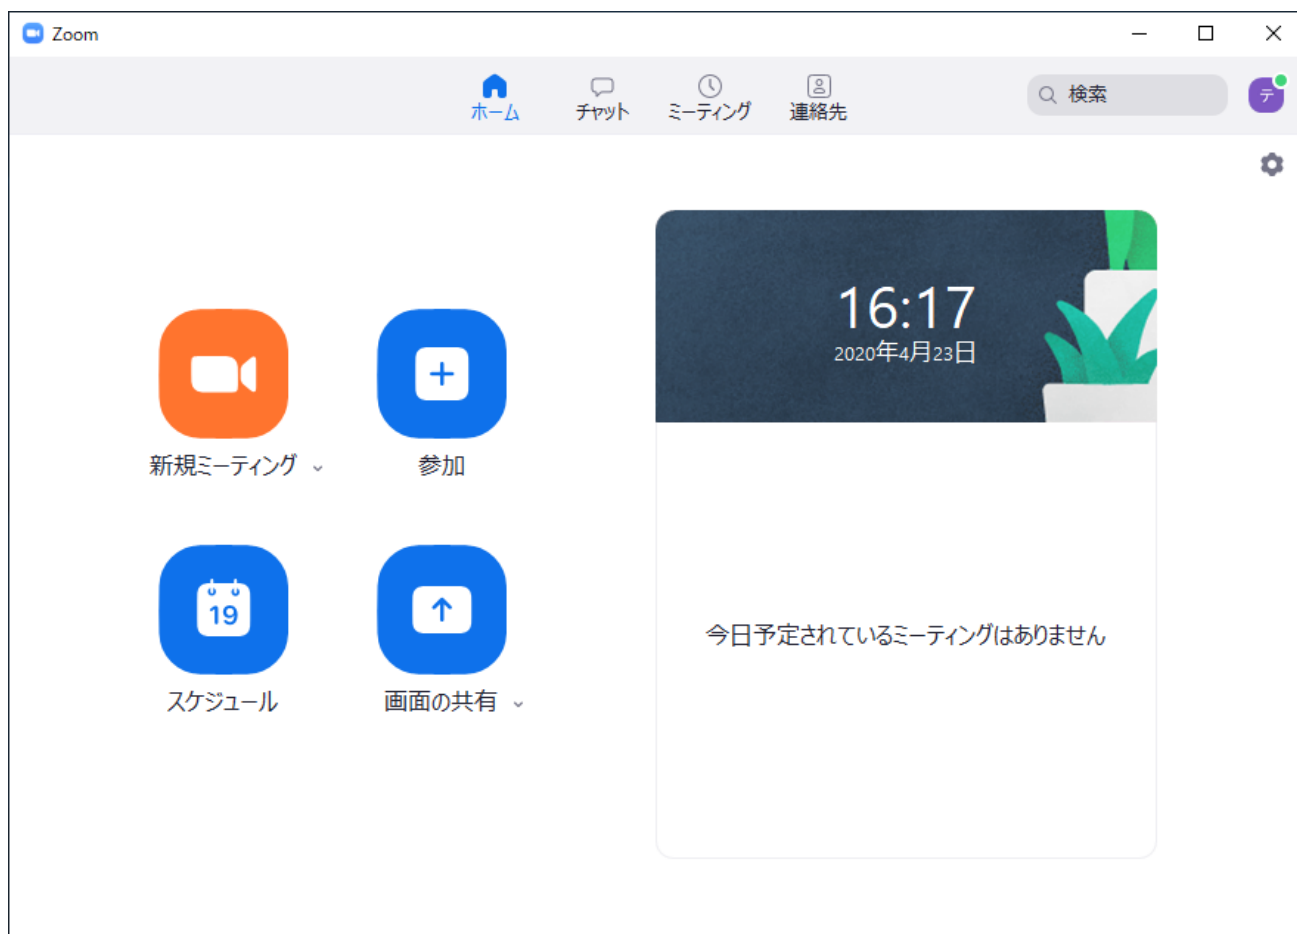 Zoom
ホーム
チャット
ミーティング
連絡先
検索
テ
16:17
2020年4月23日
新規ミーティング
参加
19
スケジュール
画面の共有
今日予定されているミーティングはありません